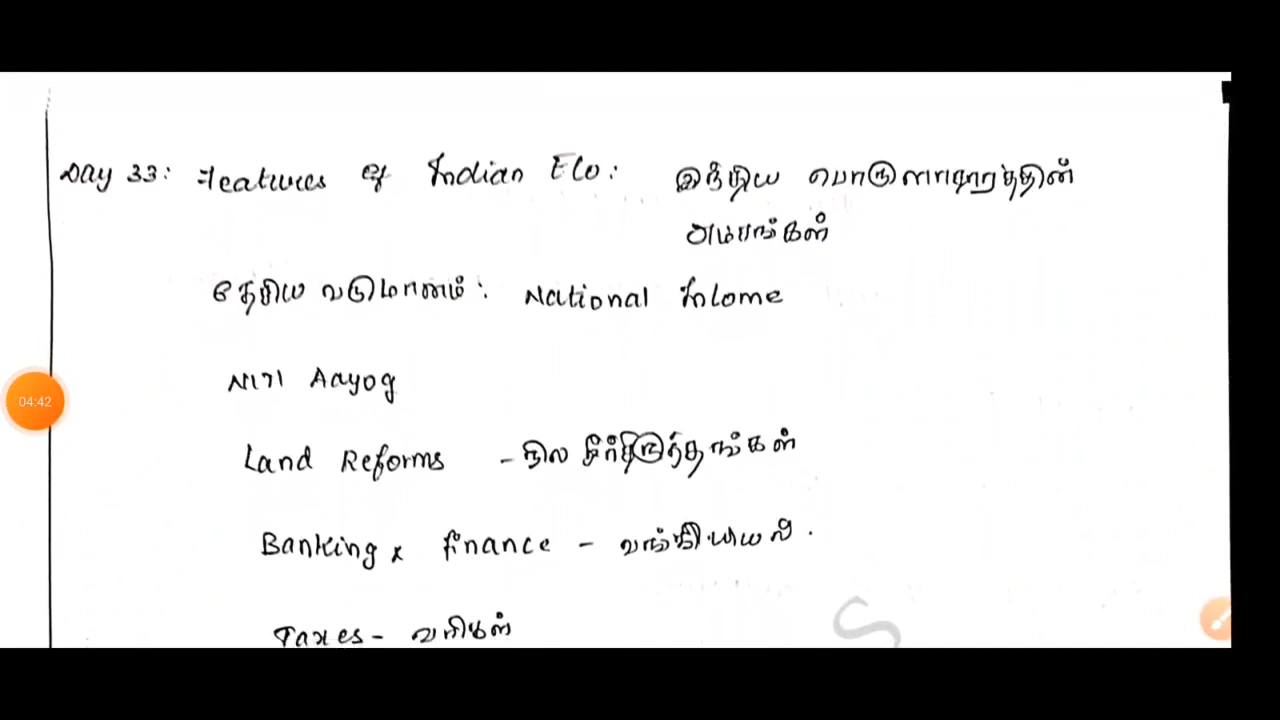 Day 33: Features of Indian Eco: இந்திய பொருளாதாரத்தின்
அம்சங்கள்
தேசிய வருமானம்: National Income
NITI Aayog
Land Reforms - நில சீர்திருத்தங்கள்
Banking & finance - வங்கியியல்.
Taxes - வரிகள்
04:42